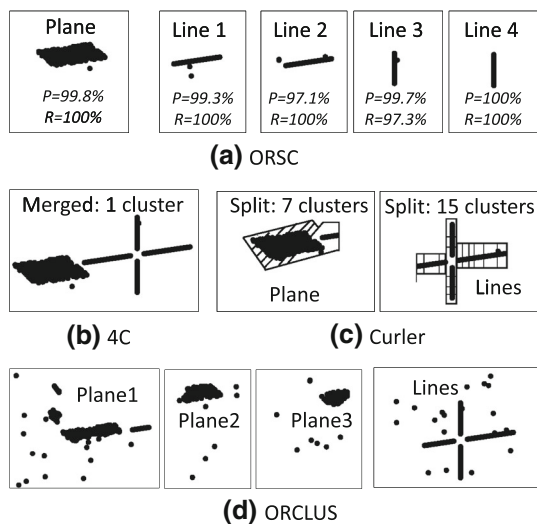 Plane
P=99.8%
R=100%
Line 1
P=99.3%
R=100%
Line 2
P=97.1%
R=100%
Line 3
P=99.7%
R=97.3%
Line 4
P=100%
R=100%
(a) ORSC
Merged: 1 cluster
(b) 4C
Split: 7 clusters
Plane
Split: 15 clusters
Lines
(c) Curler
Plane1
Plane2
Plane3
Lines
(d) ORCLUS